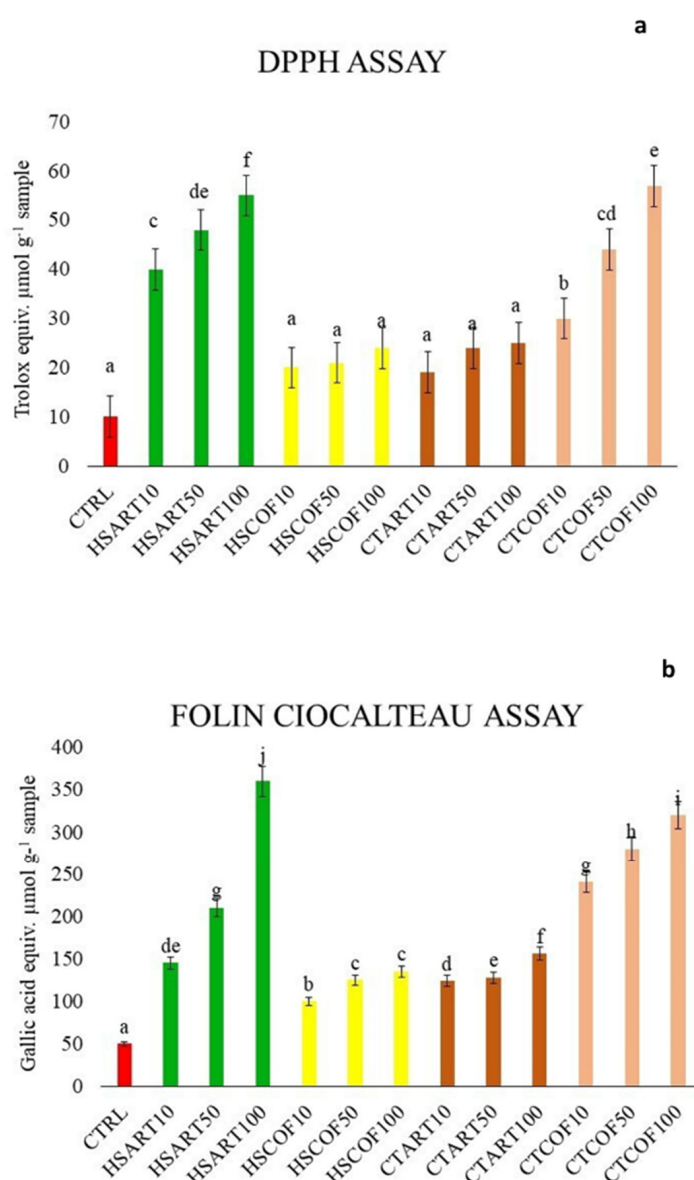 a
DPPH ASSAY
Trolox equiv. µmol g-1 sample
70
60
50
40
30
20
10
0
a
c
de
f
a
a
a
a
a
a
b
cd
e
CTRL
HSART10
HSART50
HSART100
HSCOF10
HSCOF50
HSCOF100
CTART10
CTART50
CTART100
CTCOF10
CTCOF50
CTCOF100
b
FOLIN CIOCALTEAU ASSAY
Gallic acid equiv. µmol g-1 sample
400
350
300
250
200
150
100
50
0
a
de
g
j
b
c
c
d
e
f
g
h
i
CTRL
HSART10
HSART50
HSART100
HSCOF10
HSCOF50
HSCOF100
CTART10
CTART50
CTART100
CTCOF10
CTCOF50
CTCOF100